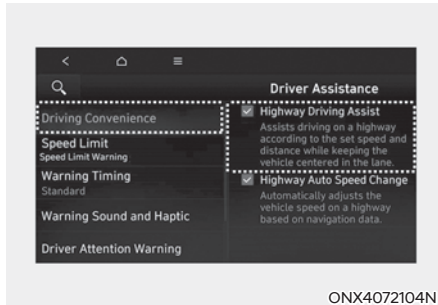 Driver Assistance
Driving Convenience
Speed Limit
Speed Limit Warning
Warning Timing
Standard
Warning Sound and Haptic
Driver Attention Warning
Highway Driving Assist
Assists driving on a highway
according to the set speed and
distance while keeping the
vehicle centered in the lane.
Highway Auto Speed Change
Automatically adjusts the
vehicle speed on a highway
based on navigation data.
ONX4072104N